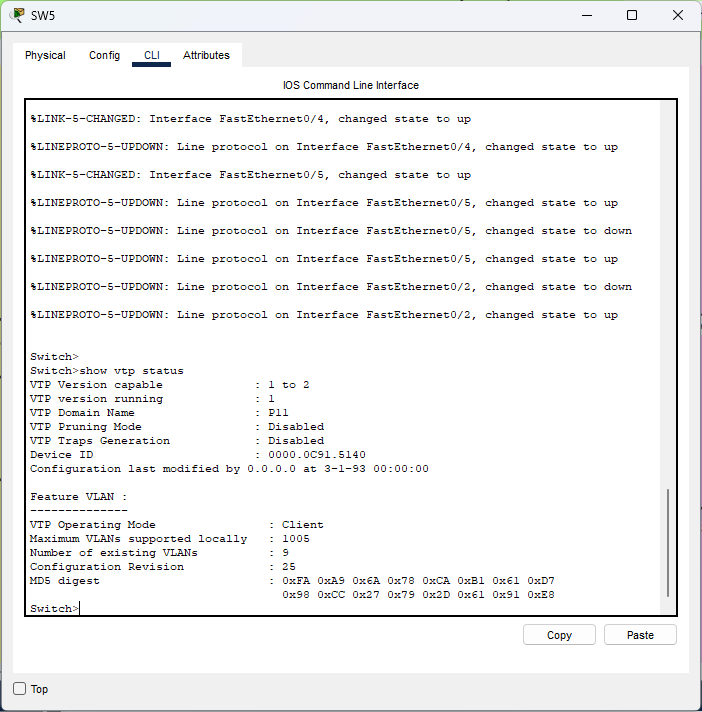 SW5
Physical Config CLI Attributes
IOS Command Line Interface
%LINK-5-CHANGED: Interface FastEthernet0/4, changed state to up
%LINEPROTO-5-UPDOWN: Line protocol on Interface FastEthernet0/4, changed state to up
%LINK-5-CHANGED: Interface FastEthernet0/5, changed state to up
%LINEPROTO-5-UPDOWN: Line protocol on Interface FastEthernet0/5, changed state to up
%LINEPROTO-5-UPDOWN: Line protocol on Interface FastEthernet0/5, changed state to down
%LINEPROTO-5-UPDOWN: Line protocol on Interface FastEthernet0/5, changed state to up
%LINEPROTO-5-UPDOWN: Line protocol on Interface FastEthernet0/2, changed state to down
%LINEPROTO-5-UPDOWN: Line protocol on Interface FastEthernet0/2, changed state to up
Switch>
Switch>show vtp status
VTP Version capable : 1 to 2
VTP version running : 1
VTP Domain Name : P11
VTP Pruning Mode : Disabled
VTP Traps Generation : Disabled
Device ID : 0000.0C91.5140
Configuration last modified by 0.0.0.0 at 3-1-93 00:00:00
Feature VLAN :
--------------
VTP Operating Mode : Client
Maximum VLANs supported locally : 1005
Number of existing VLANs : 9
Configuration Revision : 25
MD5 digest : 0xFA 0xA9 0x6A 0x78 0xCA 0xB1 0x61 0xD7
0x98 0xCC 0x27 0x79 0x2D 0x61 0x91 0xE8
Switch>
Copy Paste
Top